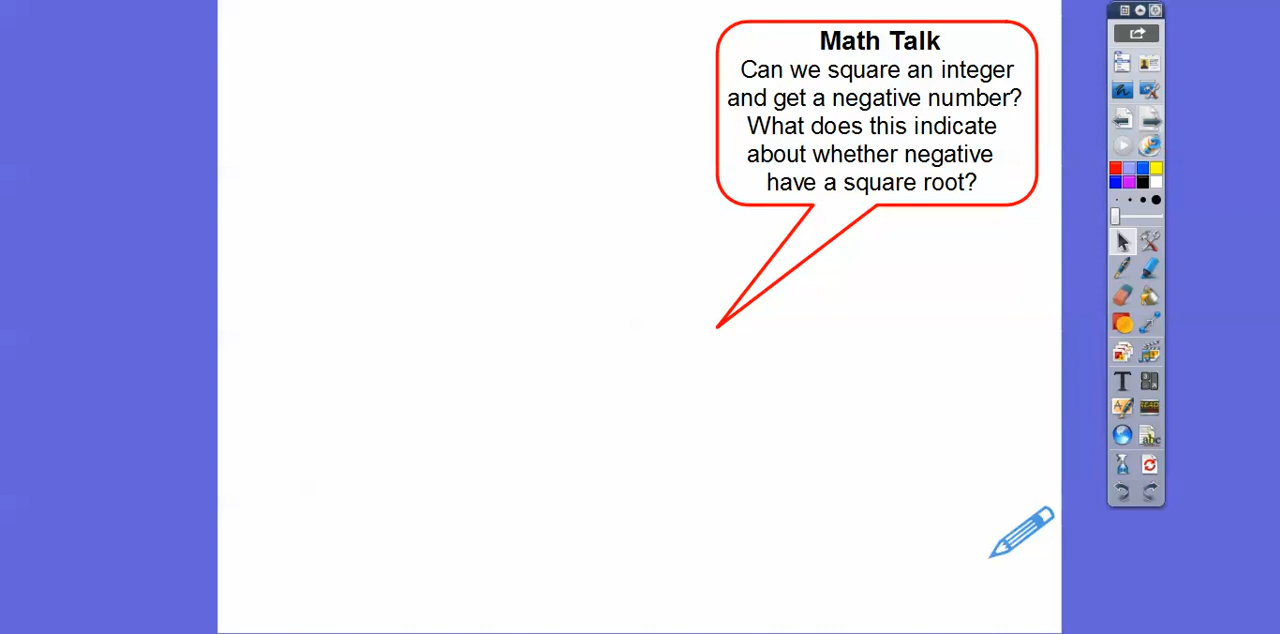 Math Talk
Can we square an integer
and get a negative number?
What does this indicate
about whether negative
have a square root?